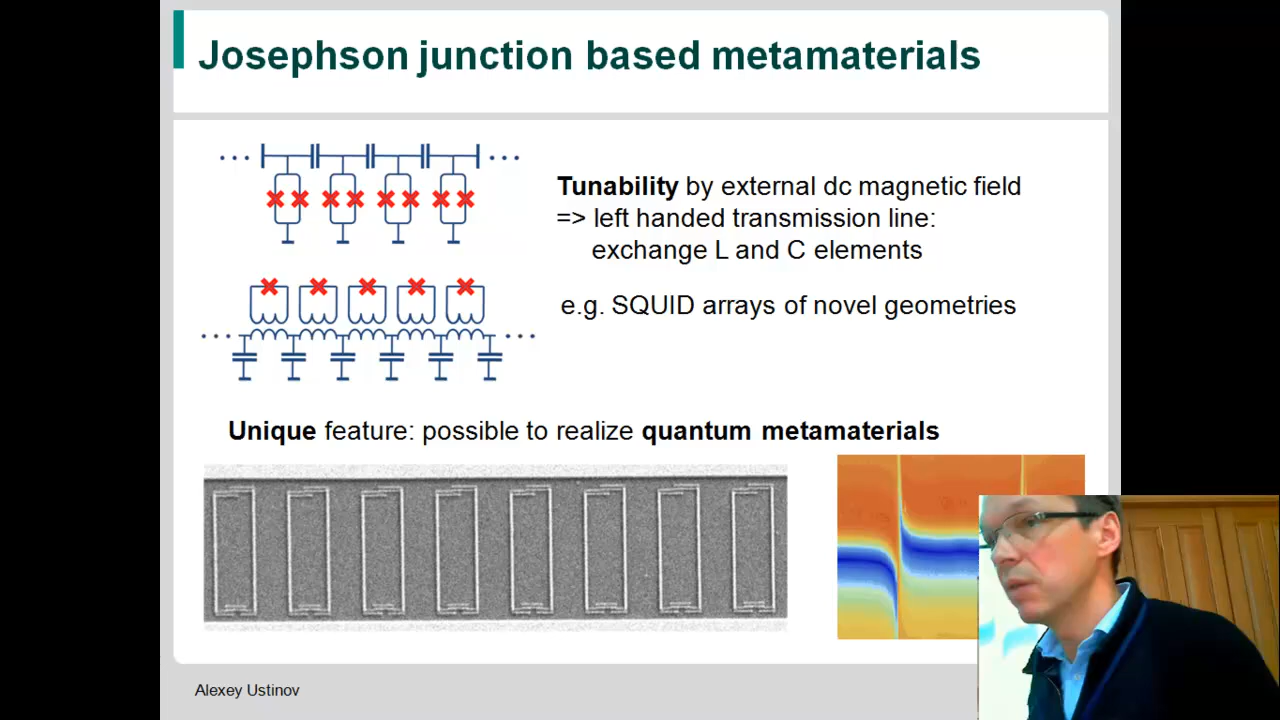 Josephson junction based metamaterials
Tunability by external dc magnetic field
=> left handed transmission line:
exchange L and C elements
e.g. SQUID arrays of novel geometries
Unique feature: possible to realize quantum metamaterials
Alexey Ustinov